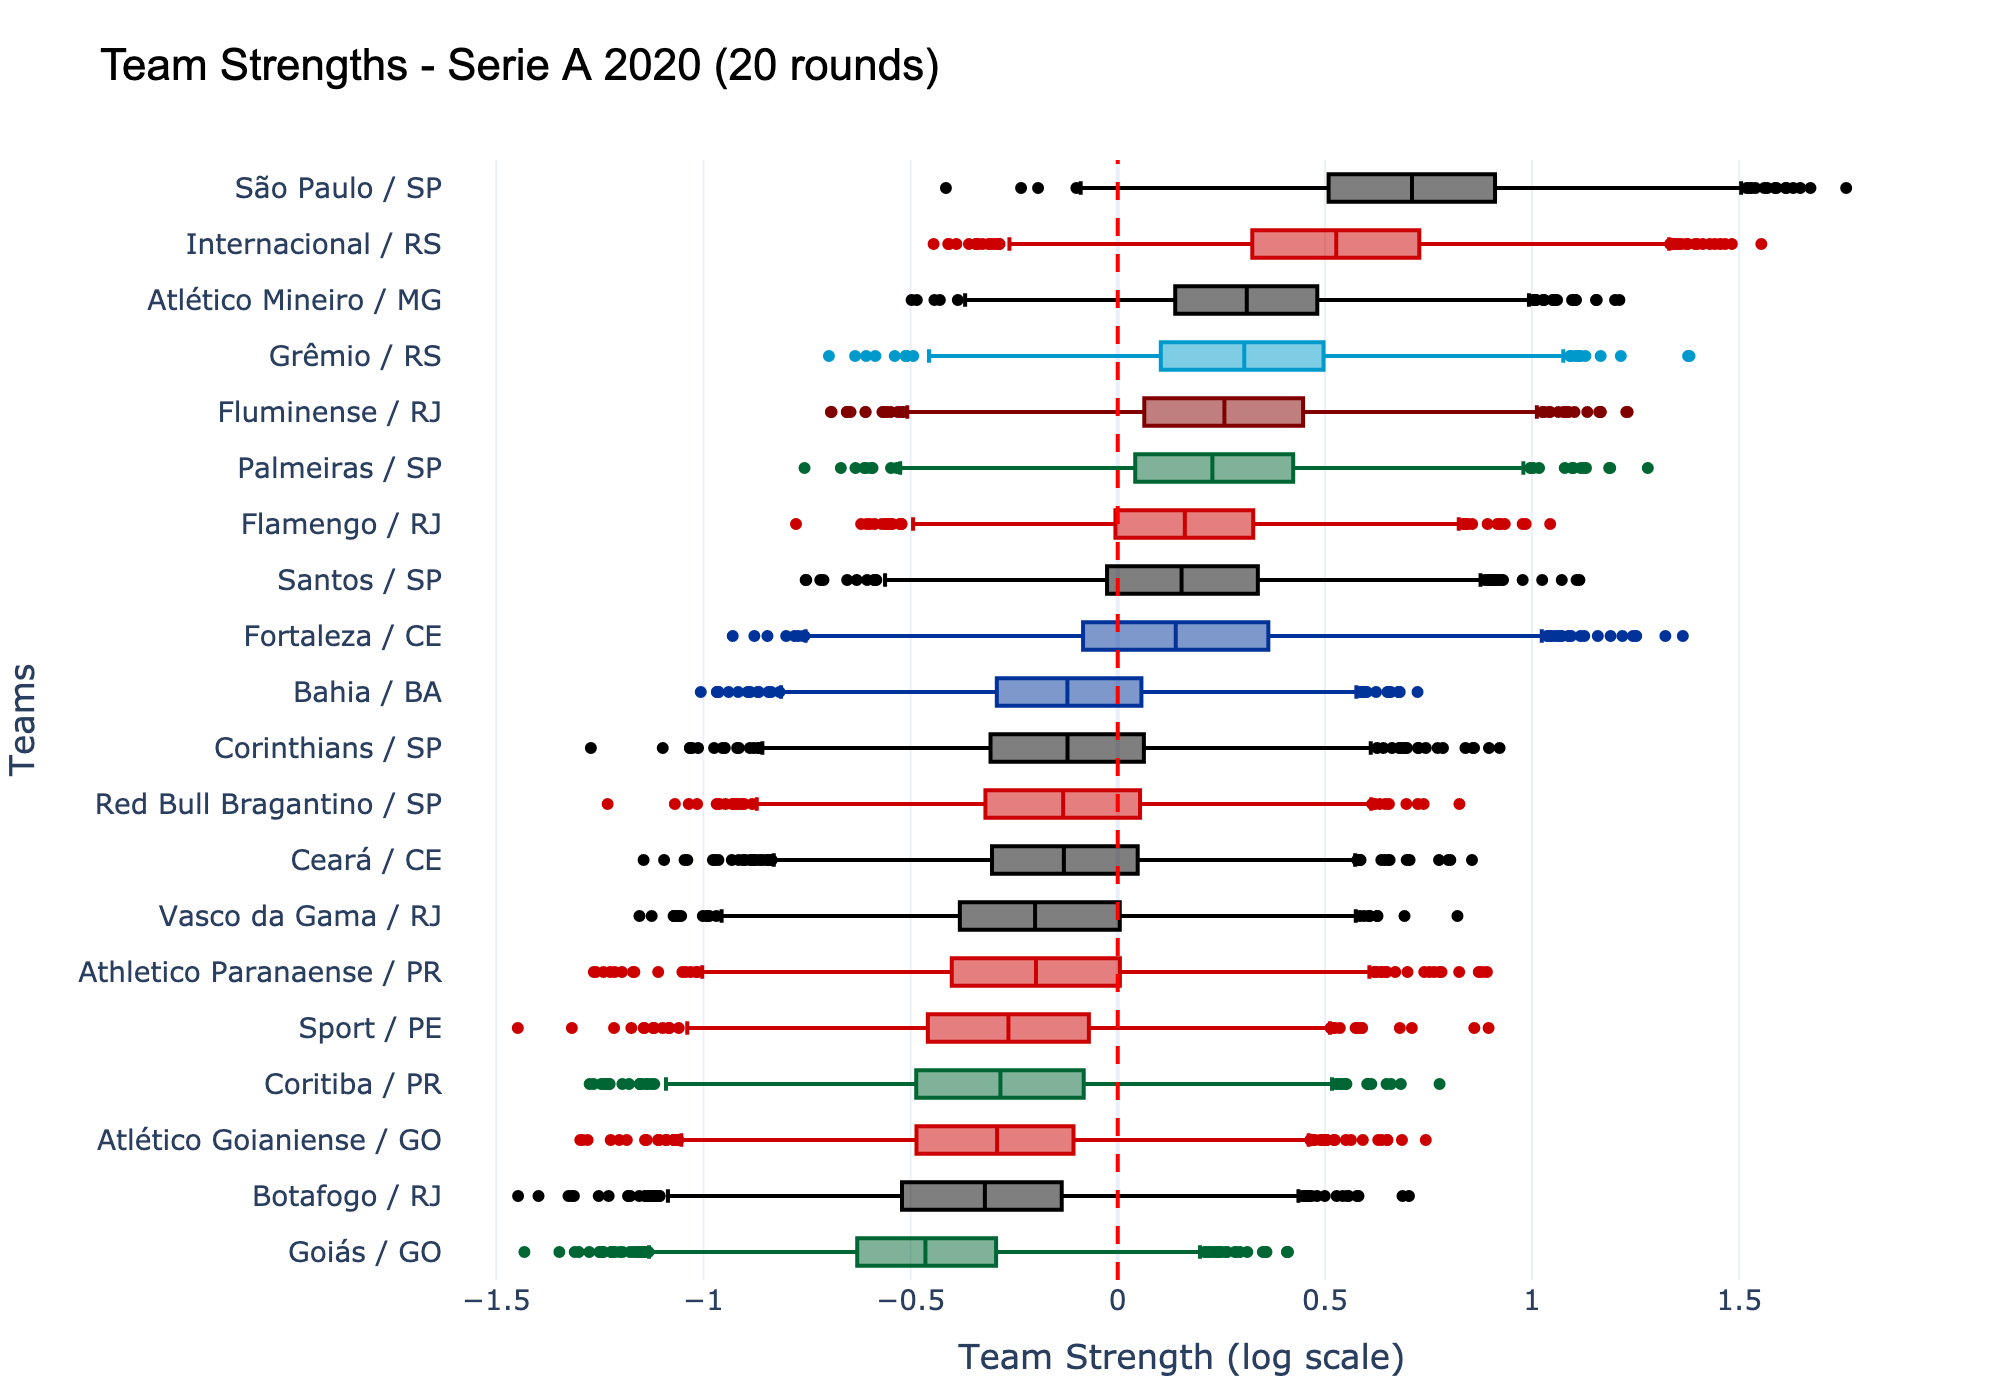 Team Strengths - Serie A 2020 (20 rounds)
São Paulo / SP
Internacional / RS
Atlético Mineiro / MG
Grêmio / RS
Fluminense / RJ
Palmeiras / SP
Flamengo / RJ
Santos / SP
Fortaleza / CE
Bahia / BA
Corinthians / SP
Red Bull Bragantino / SP
Ceará / CE
Vasco da Gama / RJ
Athletico Paranaense / PR
Sport / PE
Coritiba / PR
Atlético Goianiense / GO
Botafogo / RJ
Goiás / GO
Teams
−1.5 −1 −0.5 0 0.5 1 1.5
Team Strength (log scale)